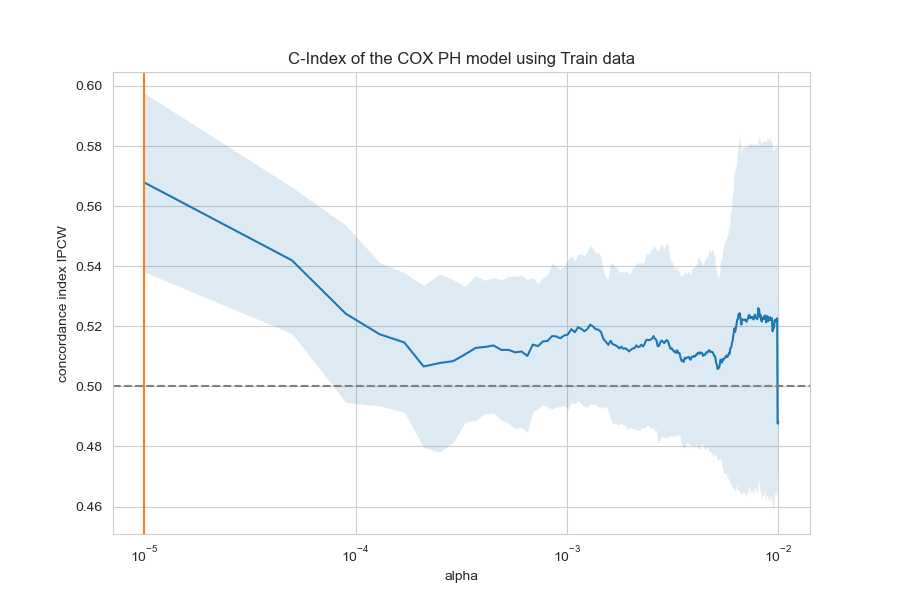 C-Index of the COX PH model using Train data
concordance index IPCW
0.60
0.58
0.56
0.54
0.52
0.50
0.48
0.46
10⁻⁵ 10⁻⁴ 10⁻³ 10⁻²
alpha